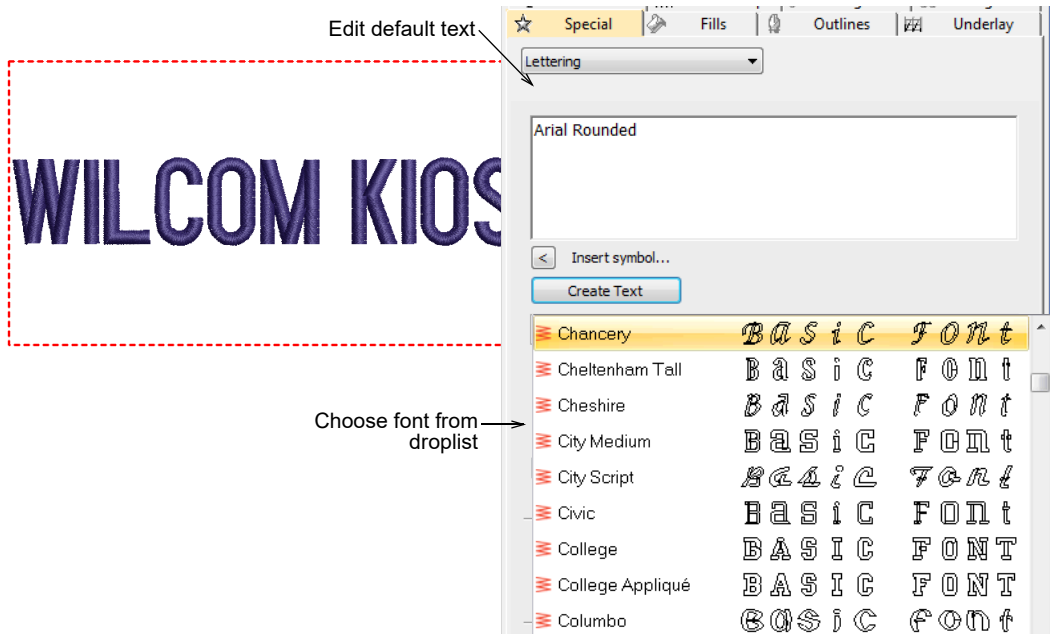 Edit default text
Special Fills Outlines Underlay
Lettering
Arial Rounded
WILCOM KIOS
< Insert symbol...
Create Text
Chancery BASiC FONt
Cheltenham Tall BaSiC FOnt
Choose font from
droplist
Cheshire BaSiC FOnt
City Medium BaSiC FOnt
City Script Basic Font
Civic BaSiC FOnt
College BASIC FONT
College Appliqué BASIC FONT
Columbo Basic font